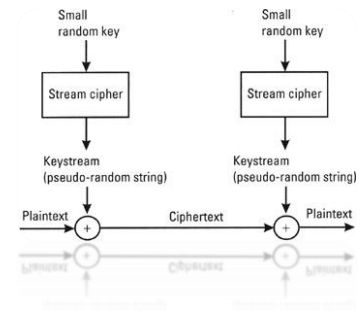 Small
random key
Small
random key
Stream cipher
Stream cipher
Keystream
(pseudo-random string)
Keystream
(pseudo-random string)
Plaintext
+
Ciphertext
+
Plaintext